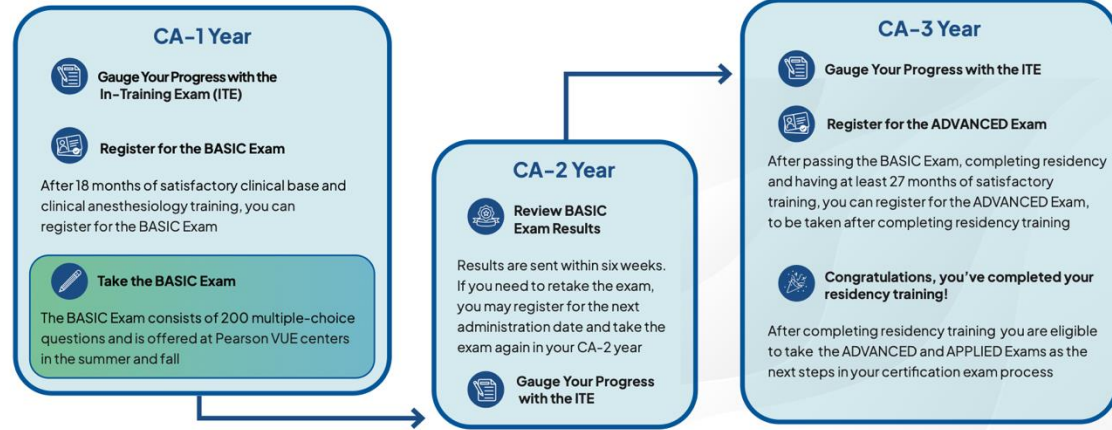 CA-1 Year
Gauge Your Progress with the
In-Training Exam (ITE)
Register for the BASIC Exam
After 18 months of satisfactory clinical base and
clinical anesthesiology training, you can
register for the BASIC Exam
Take the BASIC Exam
The BASIC Exam consists of 200 multiple-choice
questions and is offered at Pearson VUE centers
in the summer and fall
CA-2 Year
Review BASIC
Exam Results
Results are sent within six weeks.
If you need to retake the exam,
you may register for the next
administration date and take the
exam again in your CA-2 year
Gauge Your Progress
with the ITE
CA-3 Year
Gauge Your Progress with the ITE
Register for the ADVANCED Exam
After passing the BASIC Exam, completing residency
and having at least 27 months of satisfactory
training, you can register for the ADVANCED Exam,
to be taken after completing residency training
Congratulations, you've completed your
residency training!
After completing residency training you are eligible
to take the ADVANCED and APPLIED Exams as the
next steps in your certification exam process